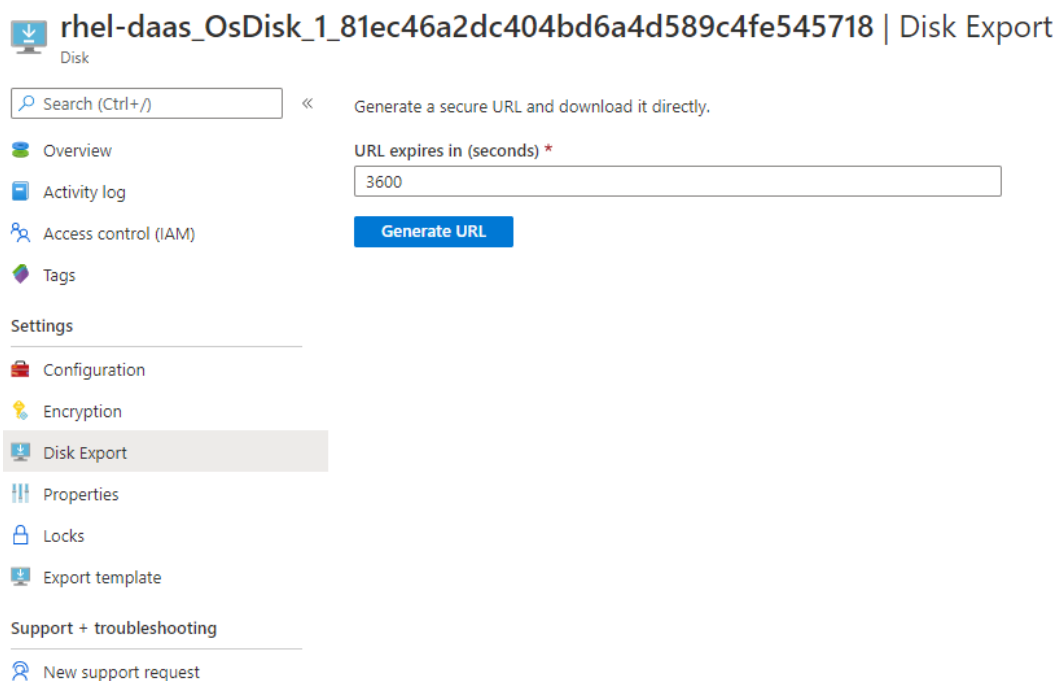 rhel-daas_OsDisk_1_81ec46a2dc404bd6a4d589c4fe545718 | Disk Export
Disk
Search (Ctrl+/)
«
Overview
Activity log
Access control (IAM)
Tags
Settings
Configuration
Encryption
Disk Export
Properties
Locks
Export template
Support + troubleshooting
New support request
Generate a secure URL and download it directly.
URL expires in (seconds) *
3600
Generate URL